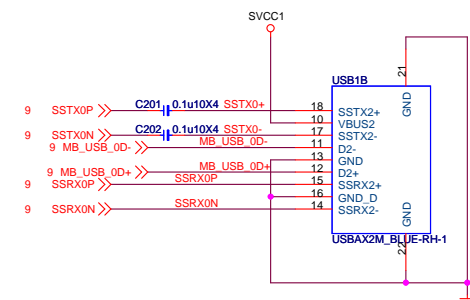 SVCC1
USB1B
21
GND
9 SSTX0P C201 0.1u10X4 SSTX0+ 18 SSTX2+
10 VBUS2
9 SSTX0N C202 0.1u10X4 SSTX0- 17 SSTX2-
9 MB_USB_0D- MB_USB_0D- 11 D2-
13 GND
9 MB_USB_0D+ MB_USB_0D+ 12 D2+
9 SSRX0P SSRX0P 15 SSRX2+
16 GND_D
9 SSRX0N SSRX0N 14 SSRX2-
GND
USBAX2M_BLUE-RH-1
22